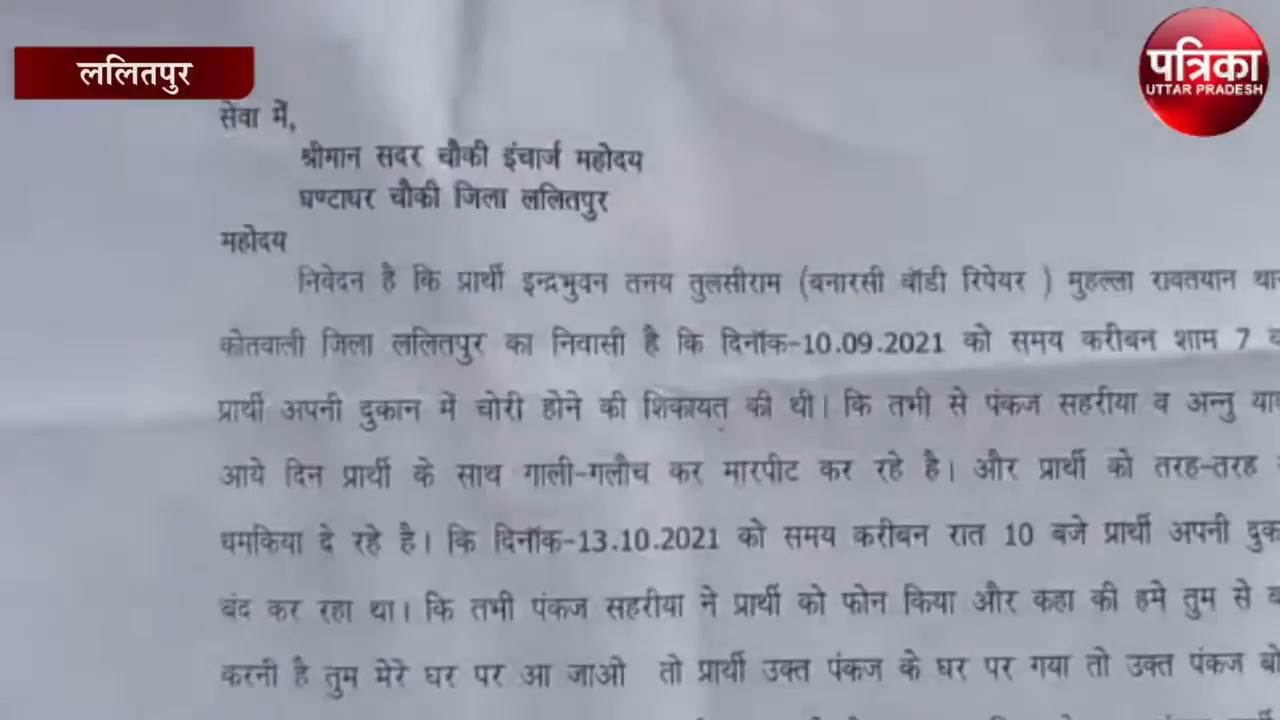 ललितपुर
पत्रिका
UTTAR PRADESH
सेवा में,
श्रीमान सदर चौकी इंचार्ज महोदय
घण्टाघर चौकी जिला ललितपुर
महोदय
निवेदन है कि प्रार्थी इन्द्रभुवन तनय तुलसीराम (बनारसी बॉडी रिपेयर ) मुहल्ला रावतयान
कोतवाली जिला ललितपुर का निवासी है कि दिनॉक-10.09.2021 को समय करीबन शाम 7
प्रार्थी अपनी दुकान में चोरी होने की शिकायत की थी। कि तभी से पंकज सहरीया व अन्नु
आये दिन प्रार्थी के साथ गाली-गलौच कर मारपीट कर रहे है। और प्रार्थी को तरह-तरह
धमकिया दे रहे है। कि दिनॉक-13.10.2021 को समय करीबन रात 10 बजे प्रार्थी अपनी
बंद कर रहा था। कि तभी पंकज सहरीया ने प्रार्थी को फोन किया और कहा की हमे तुम से
करनी है तुम मेरे घर पर आ जाओ तो प्रार्थी उक्त पंकज के घर पर गया तो उक्त पंकज